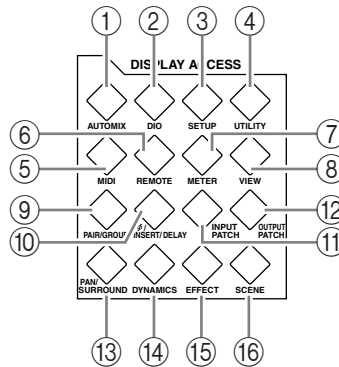 ① ② ③ ④
DISPLAY ACCESS
AUTOMIX DIO SETUP UTILITY
⑥ ⑦
⑤ ⑧
MIDI REMOTE METER VIEW
⑨ ⑫
⑩ ⑪
PAIR/GROUP ϕ/ INSERT/DELAY INPUT PATCH OUTPUT PATCH
PAN/ SURROUND DYNAMICS EFFECT SCENE
⑬ ⑭ ⑮ ⑯